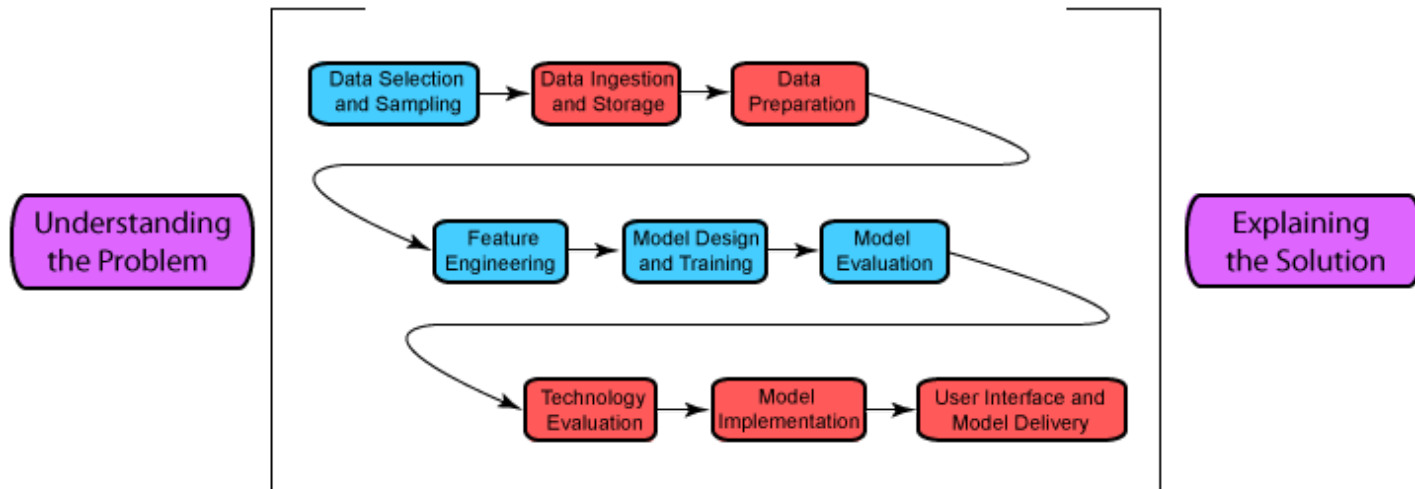 Understanding
the Problem
Data Selection
and Sampling
Data Ingestion
and Storage
Data
Preparation
Feature
Engineering
Model Design
and Training
Model
Evaluation
Technology
Evaluation
Model
Implementation
User Interface and
Model Delivery
Explaining
the Solution